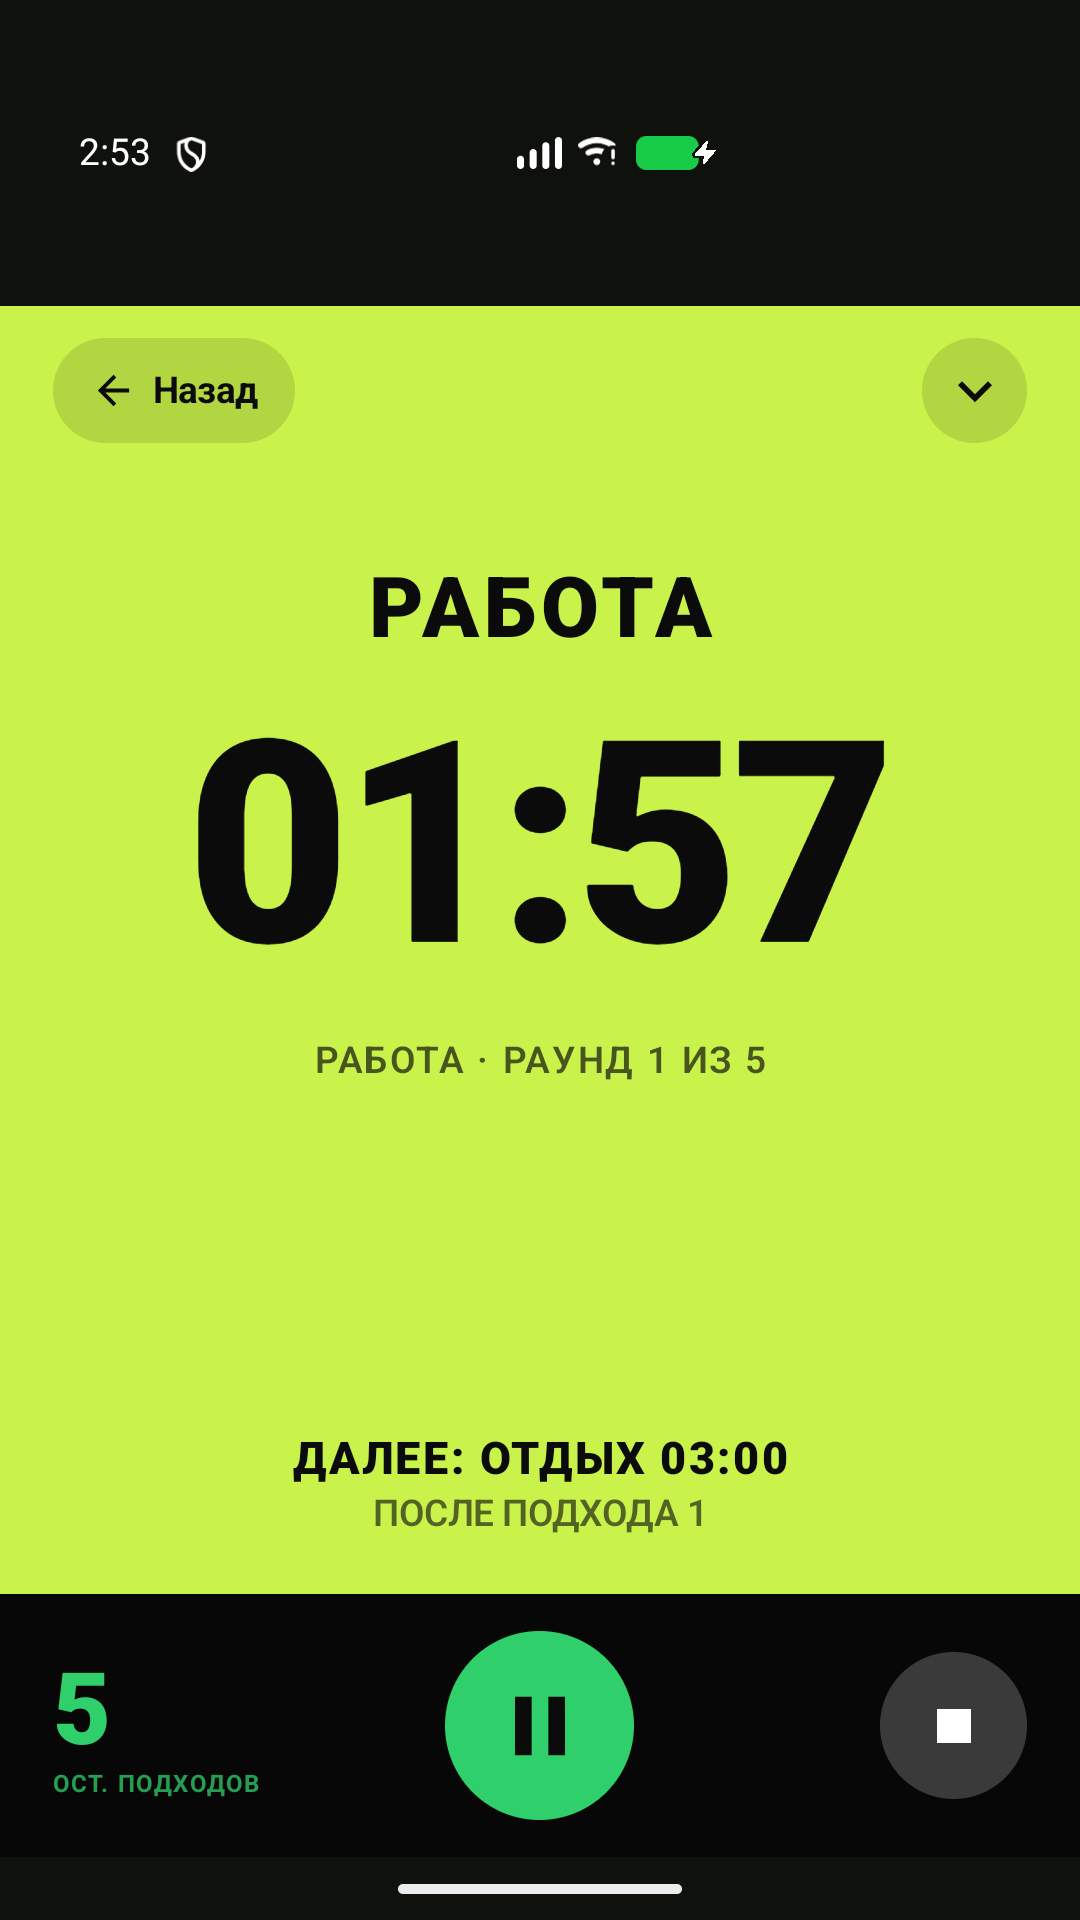 2:53
Назад
РАБОТА
01:57
РАБОТА · РАУНД 1 ИЗ 5
ДАЛЕЕ: ОТДЫХ 03:00
ПОСЛЕ ПОДХОДА 1
5
ОСТ. ПОДХОДОВ